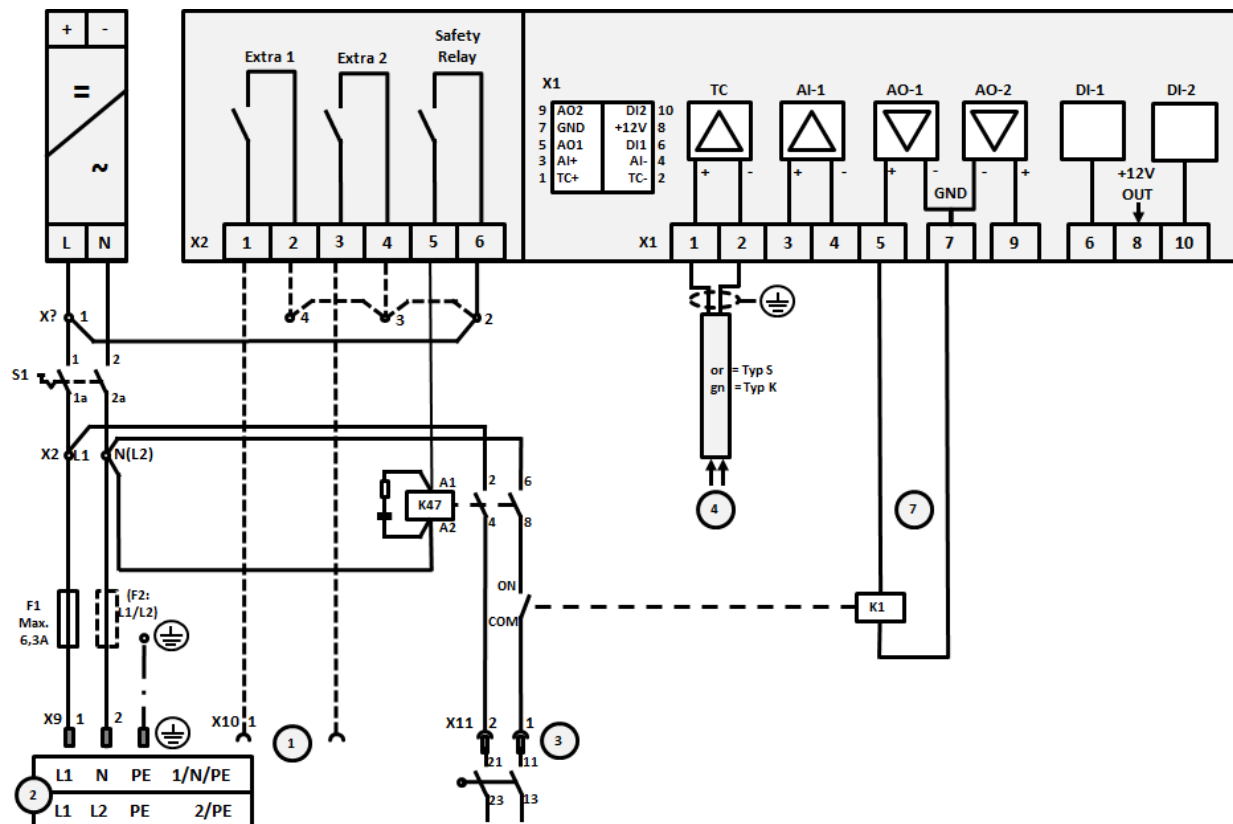 + -
=
~
L N
Extra 1
Extra 2
Safety
Relay
X2 1 2 3 4 5 6
X1
9 AO2 DI2 10
7 GND +12V 8
5 AO1 DI1 6
3 AI+ AI- 4
1 TC+ TC- 2
TC
AI-1
AO-1
AO-2
DI-1
DI-2
+ - + - + - - +
GND
+12V
OUT
X1 1 2 3 4 5 7 9 6 8 10
X? 1
4
3
2
1 2
S1
1a 2a
or = Typ S
gn = Typ K
X2 L1 N(L2)
A1
K47
A2
2 6
4 8
4
7
F1
Max.
6,3A
(F2:
L1/L2)
ON
COM
K1
X9 1 2
X10 1
1
X11 2 1
3
21 11
23 13
2
L1 N PE 1/N/PE
L1 L2 PE 2/PE